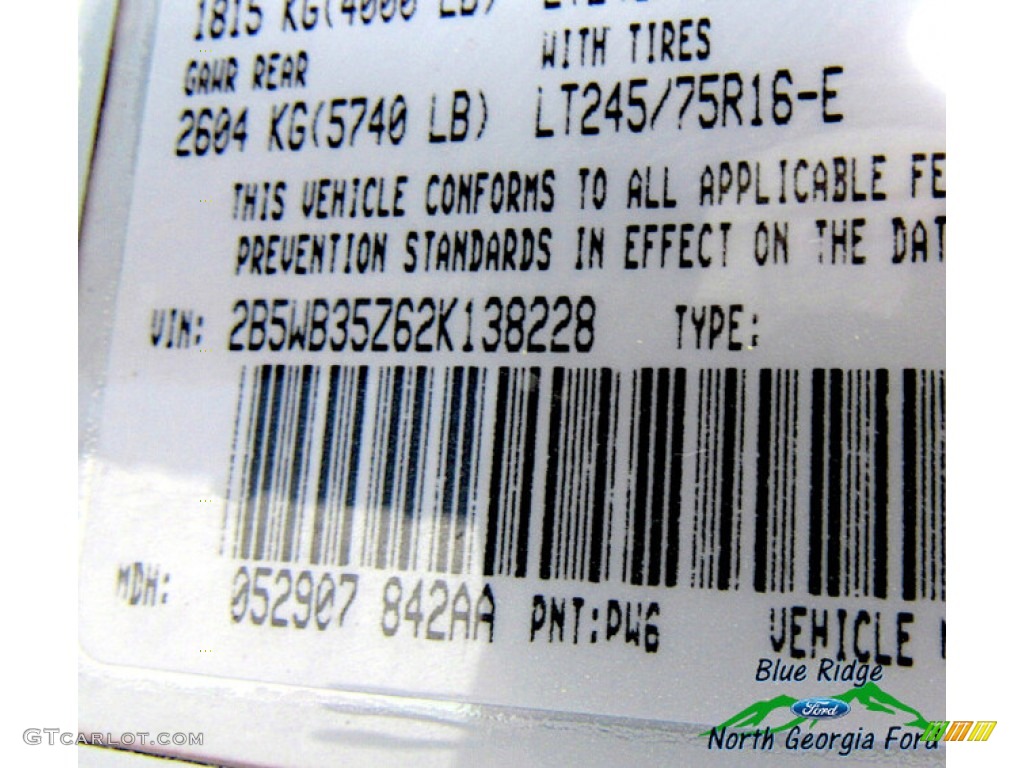 1815 KG(4000 LB)
GAWR REAR WITH TIRES
2604 KG(5740 LB) LT245/75R16-E
THIS VEHICLE CONFORMS TO ALL APPLICABLE FE
PREVENTION STANDARDS IN EFFECT ON THE DAT
VIN: 2B5WB35Z62K138228 TYPE:
MDH: 052907 842AA PNT:PW6 VEHICLE
Blue Ridge
Ford
North Georgia Ford
GTCarlot.com